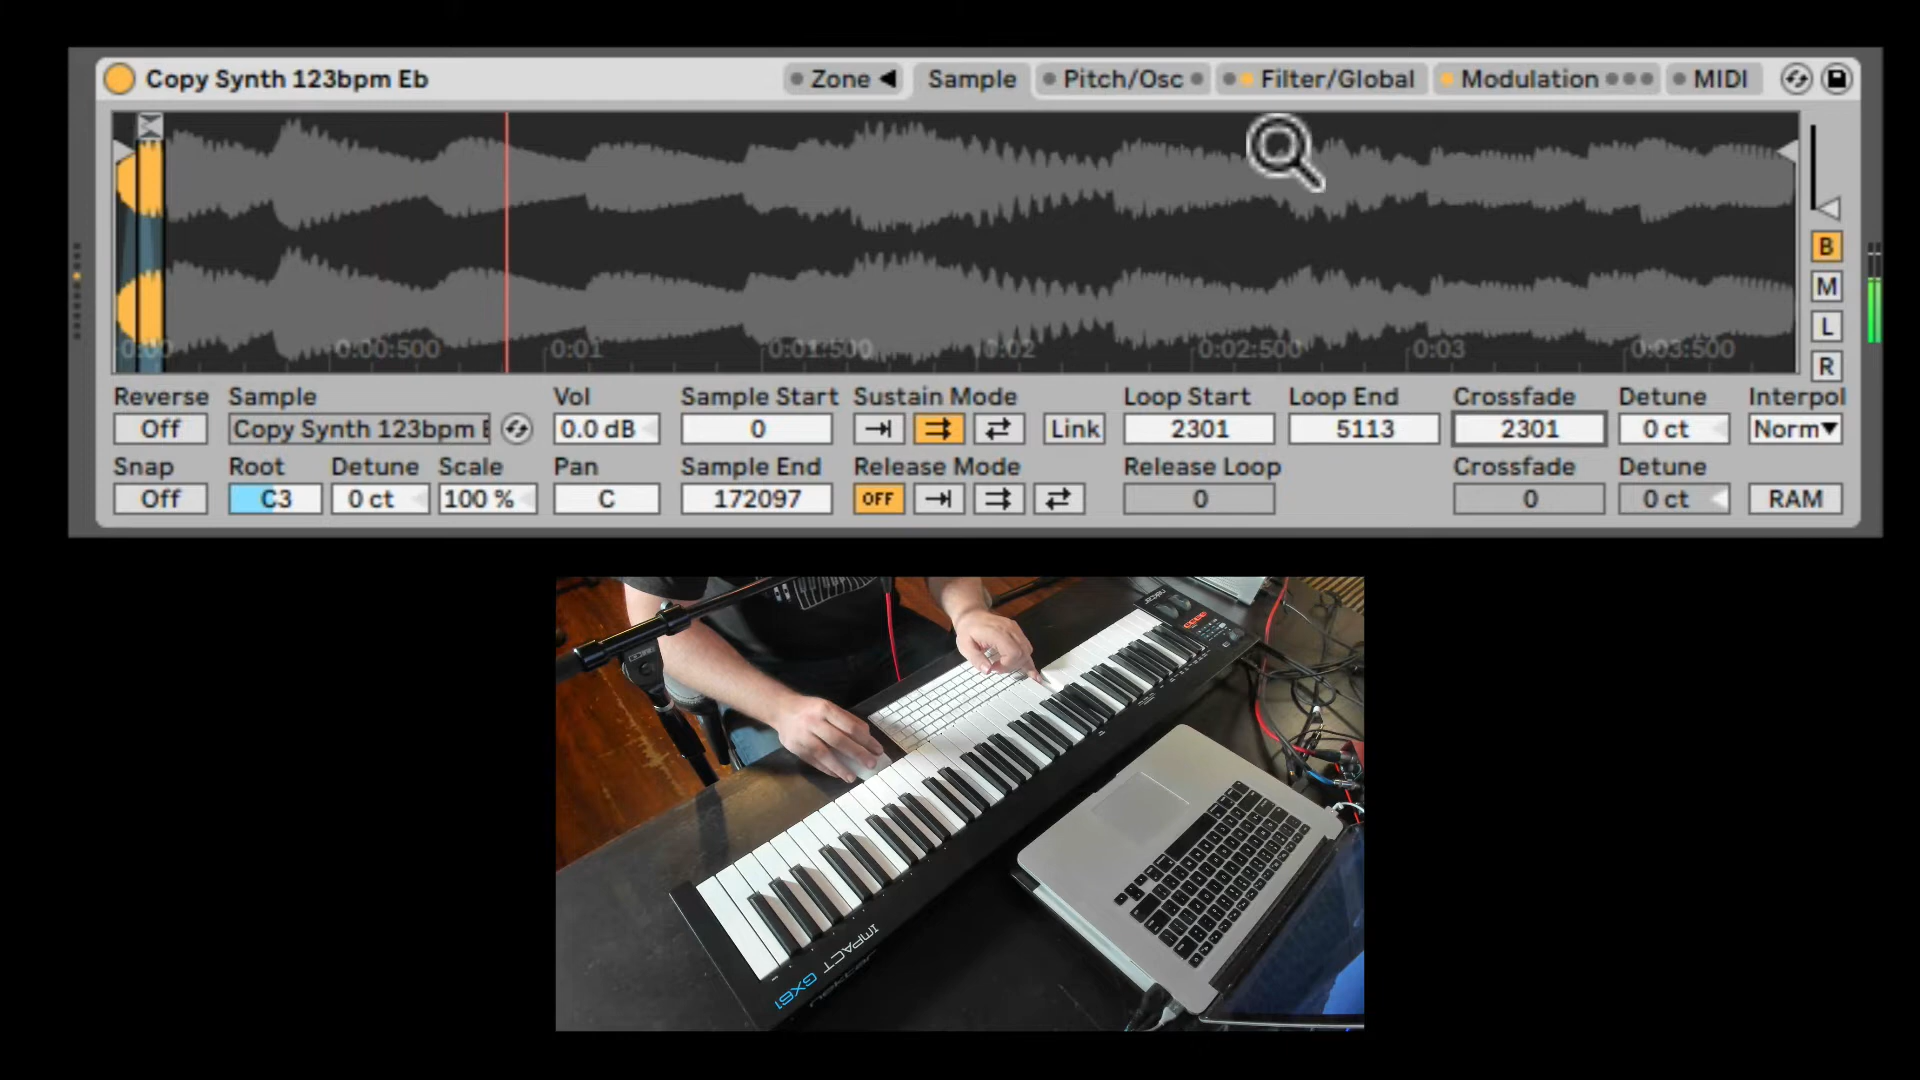 Copy Synth 123bpm Eb
Zone Sample Pitch/Osc Filter/Global Modulation MIDI
0:00 0:00:500 0:01 0:01:500 0:02 0:02:500 0:03 0:03:500
B
M
L
R
Reverse Sample Vol Sample Start Sustain Mode Loop Start Loop End Crossfade Detune Interpol
Off Copy Synth 123bpm E 0.0 dB 0 Link 2301 5113 2301 0 ct Norm
Snap Root Detune Scale Pan Sample End Release Mode Release Loop Crossfade Detune
Off C3 0 ct 100 % C 172097 OFF 0 0 0 ct RAM
IMPACT GX61
nektar